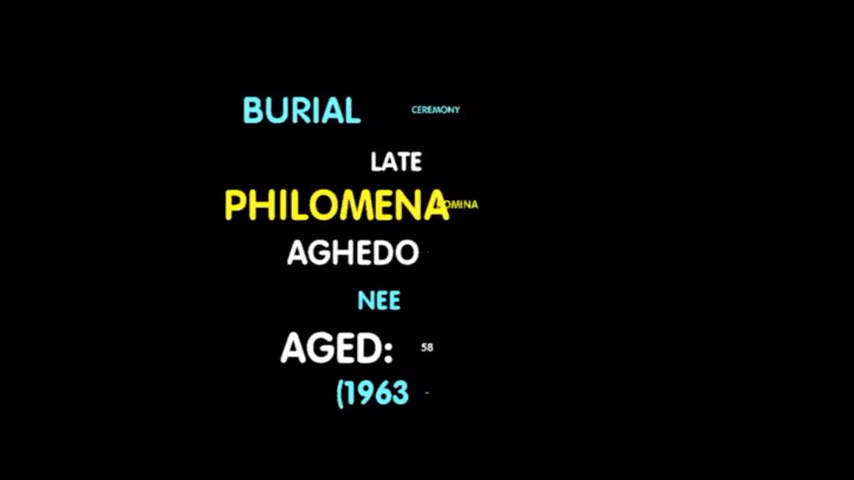 BURIAL CEREMONY
LATE
PHILOMENA
AGHEDO
NEE
AGED: 58
(1963 -